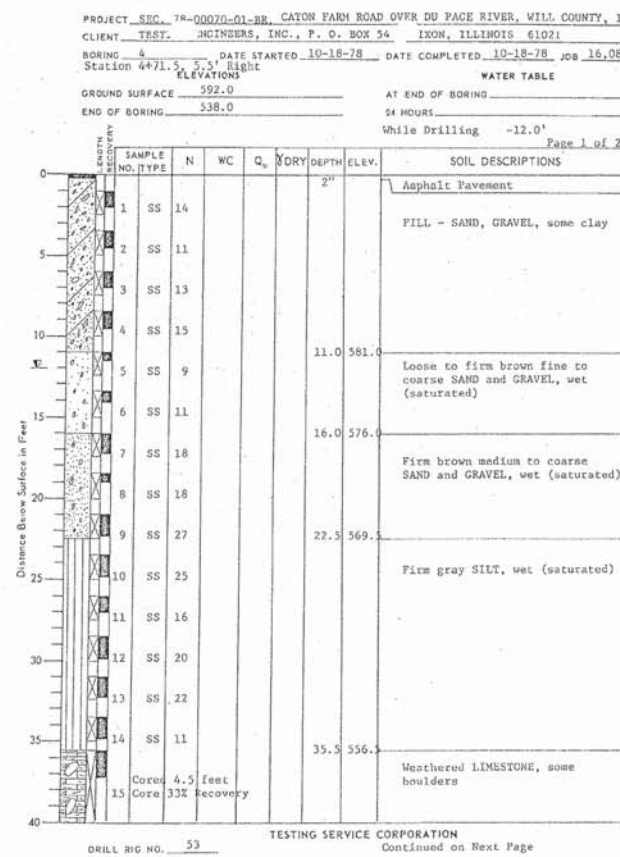 PROJECT SEC. 78-00070-01-BR, CATON FARM ROAD OVER DU PAGE RIVER, WILL COUNTY, I
CLIENT TEST. INGINEERS, INC., P. O. BOX 54 IXON, ILLINOIS 61021
BORING 4 DATE STARTED 10-18-78 DATE COMPLETED 10-18-78 JOB 16,08
Station 4+71.5, 5.5' Right
ELEVATIONS WATER TABLE
GROUND SURFACE 592.0 AT END OF BORING
END OF BORING 538.0 24 HOURS
While Drilling -12.0'
Page 1 of 2
LENGTH RECOVERY SAMPLE NO. TYPE N WC Qu γDRY DEPTH ELEV. SOIL DESCRIPTIONS
0 2" Asphalt Pavement
1 SS 14 FILL - SAND, GRAVEL, some clay
2 SS 11
5
3 SS 13
4 SS 15
10
11.0 581.0
5 SS 9 Loose to firm brown fine to
coarse SAND and GRAVEL, wet
(saturated)
6 SS 11
15
16.0 576.0
7 SS 18 Firm brown medium to coarse
SAND and GRAVEL, wet (saturated)
8 SS 18
20
9 SS 27 22.5 569.5
10 SS 25 Firm gray SILT, wet (saturated)
25
11 SS 16
12 SS 20
30
13 SS 22
14 SS 11
35 35.5 556.5
Weathered LIMESTONE, some
boulders
Cored 4.5 feet
15 Core 33% Recovery
40
Distance Below Surface in Feet
TESTING SERVICE CORPORATION
DRILL RIG NO. 53 Continued on Next Page